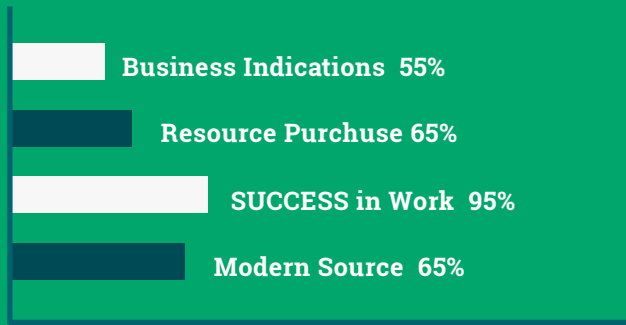 Business Indications 55%
Resource Purchuse 65%
SUCCESS in Work 95%
Modern Source 65%